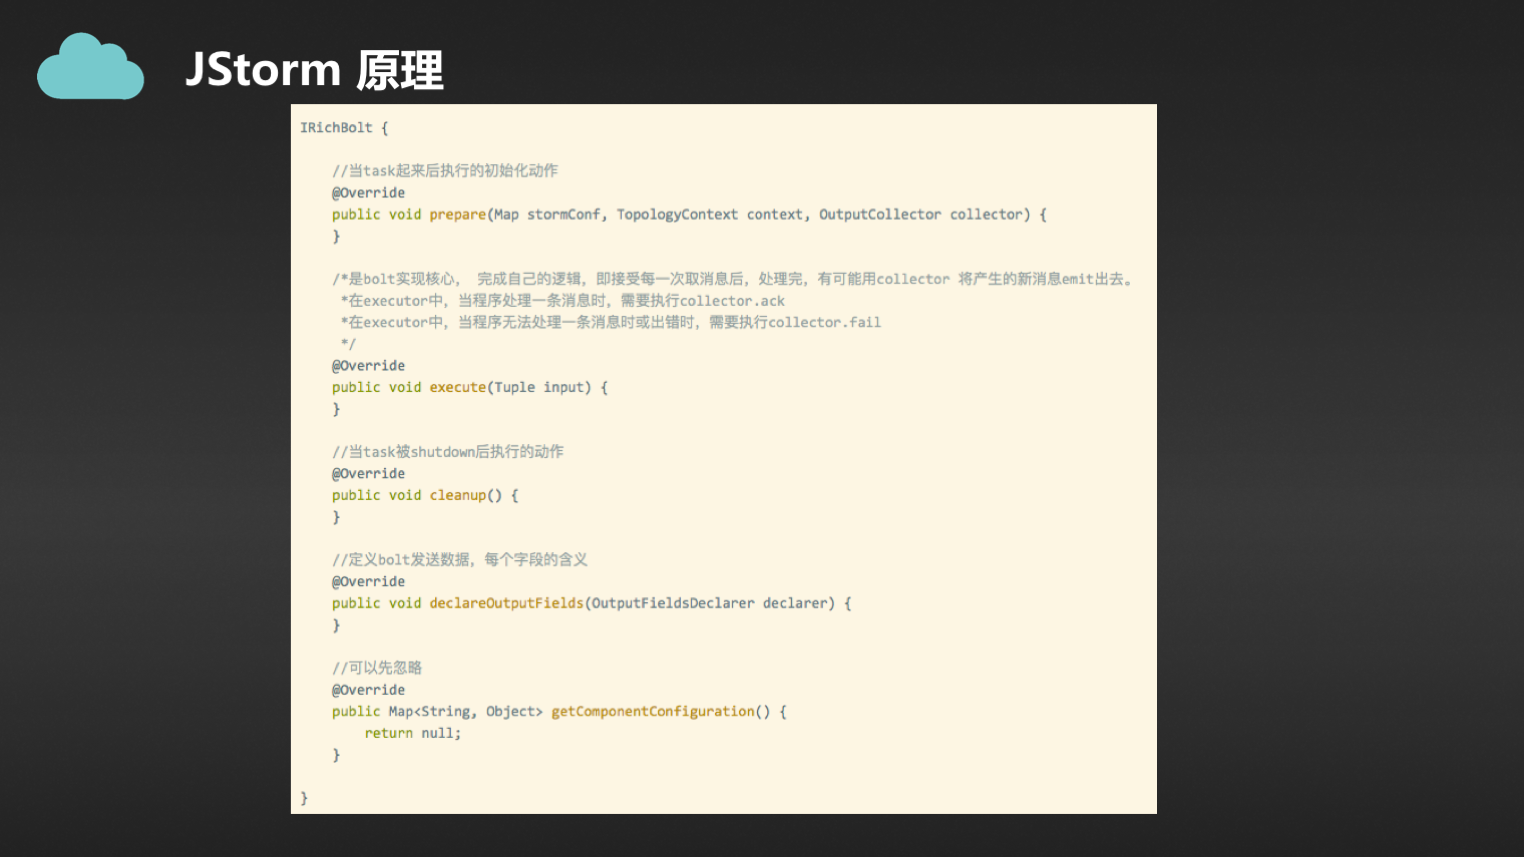 JStorm 原理
IRichBolt {
//当task起来后执行的初始化动作
@Override
public void prepare(Map stormConf, TopologyContext context, OutputCollector collector) {
}
/*是bolt实现核心， 完成自己的逻辑，即接受每一次取消息后，处理完，有可能用collector 将产生的新消息emit出去。
*在executor中，当程序处理一条消息时，需要执行collector.ack
*在executor中，当程序无法处理一条消息时或出错时，需要执行collector.fail
*/
@Override
public void execute(Tuple input) {
}
//当task被shutdown后执行的动作
@Override
public void cleanup() {
}
//定义bolt发送数据，每个字段的含义
@Override
public void declareOutputFields(OutputFieldsDeclarer declarer) {
}
//可以先忽略
@Override
public Map<String, Object> getComponentConfiguration() {
return null;
}
}